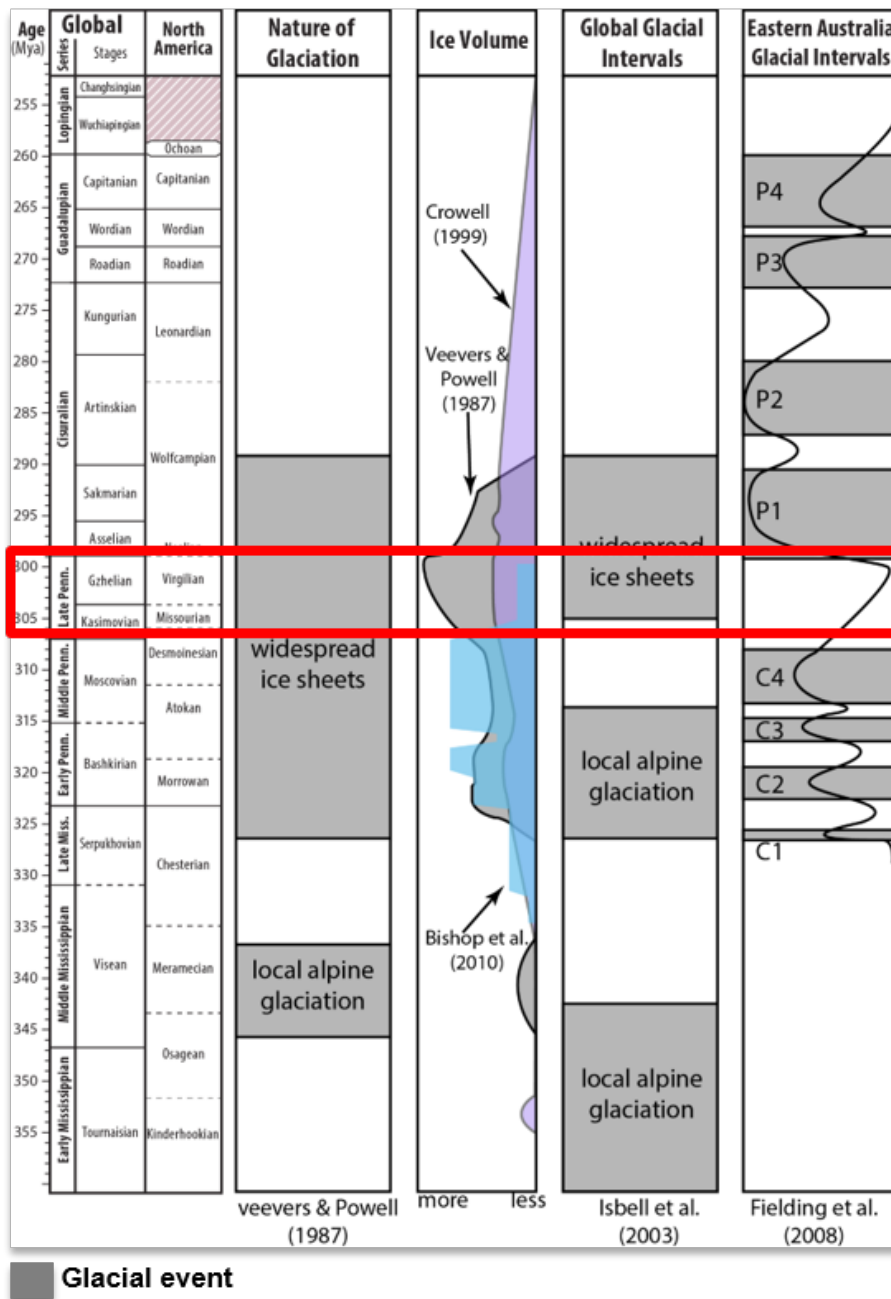 Age
(Mya)
Global
Series
Stages
North
America
Nature of
Glaciation
Ice Volume
Global Glacial
Intervals
Eastern Australia
Glacial Intervals
255
260
265
270
275
280
285
290
295
300
305
310
315
320
325
330
335
340
345
350
355
Lopingian
Guadalupian
Cisuralian
Late Penn.
Middle Penn.
Early Penn.
Late Miss.
Middle Mississippian
Early Mississippian
Changhsingian
Wuchiapingian
Capitanian
Wordian
Roadian
Kungurian
Artinskian
Sakmarian
Asselian
Gzhelian
Kasimovian
Moscovian
Bashkirian
Serpukhovian
Visean
Tournaisian
Ochoan
Capitanian
Wordian
Roadian
Leonardian
Wolfcampian
Virgilian
Missourian
Desmoinesian
Atokan
Morrowan
Chesterian
Meramecian
Osagean
Kinderhookian
widespread
ice sheets
local alpine
glaciation
Crowell
(1999)
Veevers &
Powell
(1987)
Bishop et al.
(2010)
widespread
ice sheets
local alpine
glaciation
local alpine
glaciation
P4
P3
P2
P1
C4
C3
C2
C1
veevers & Powell
(1987)
more
less
Isbell et al.
(2003)
Fielding et al.
(2008)
Glacial event